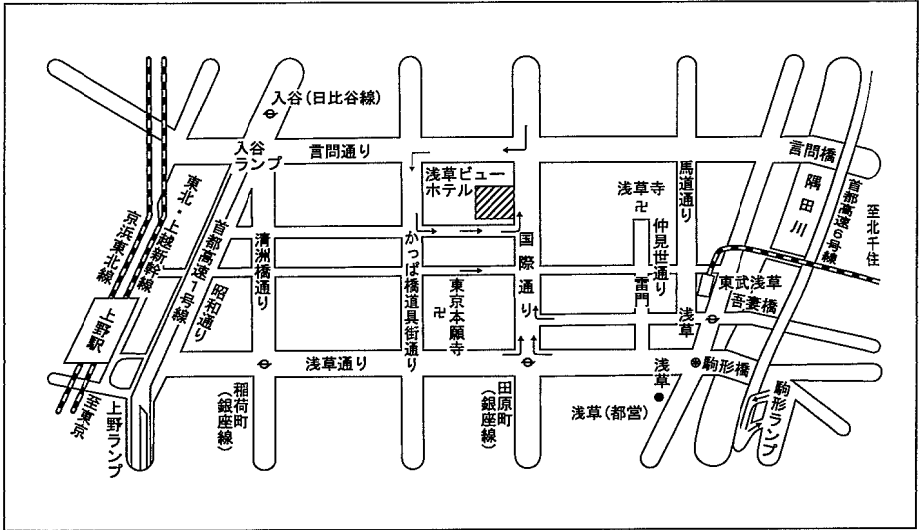 入谷(日比谷線)
入谷
ランプ
言問通り
浅草ビュー
ホテル
浅草寺
卍
馬道通り
言問橋
隅田川
首都高速6号線
至北千住
東北・上越新幹線
京浜東北線
首都高速1号線
昭和通り
清洲橋通り
かっぱ橋道具街通り
東京本願寺
卍
国際通り
仲見世通り
雷門
東武浅草
吾妻橋
浅草
上野駅
至東京
上野ランプ
浅草通り
稲荷町
(銀座線)
田原町
(銀座線)
浅草
浅草(都営)
駒形橋
駒形ランプ